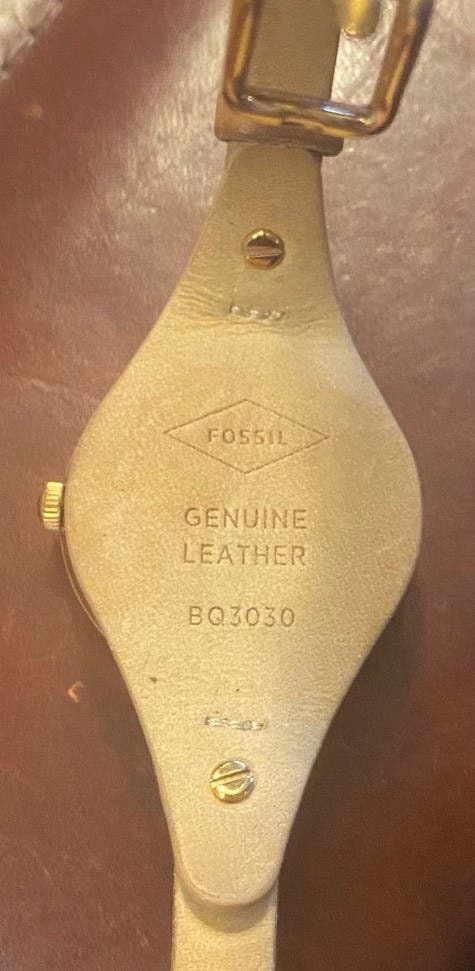 FOSSIL
GENUINE
LEATHER
BQ3030